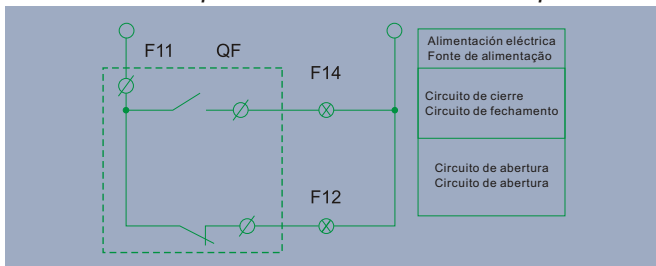 F11 QF
F14
F12
Alimentación eléctrica
Fonte de alimentação
Circuito de cierre
Circuito de fechamento
Circuito de abertura
Circuito de abertura